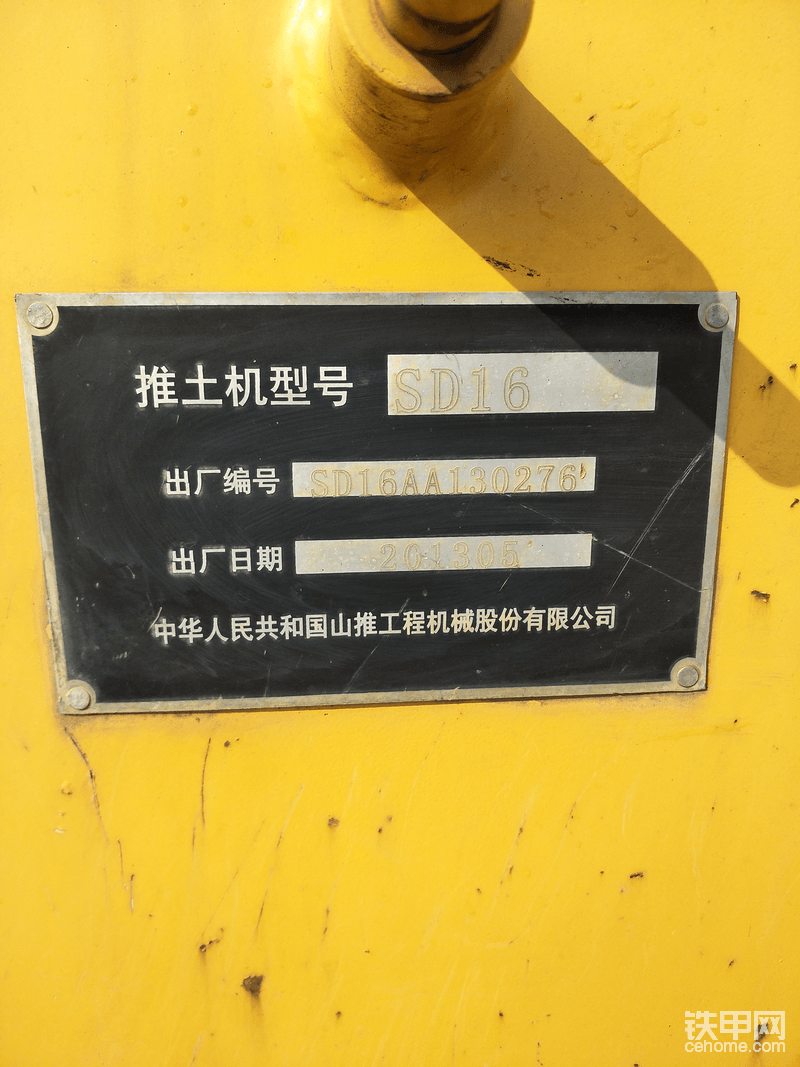 推土机型号 SD16
出厂编号 SD16AA130276
出厂日期 201305
中华人民共和国山推工程机械股份有限公司
铁甲网
cehome.com